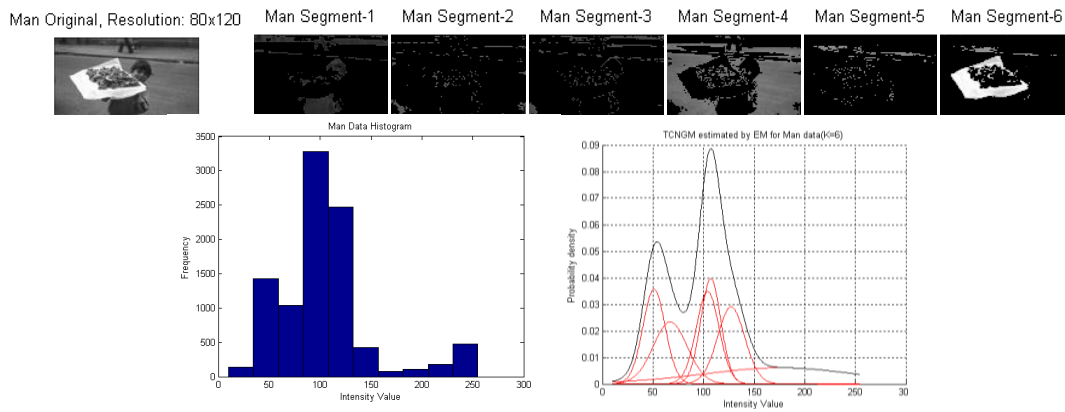 Man Original, Resolution: 80x120
Man Segment-1
Man Segment-2
Man Segment-3
Man Segment-4
Man Segment-5
Man Segment-6
Man Data Histogram
3500
3000
2500
2000
1500
1000
500
0
0
50
100
150
200
250
300
Frequency
Intensity Value
TCNGM estimated by EM for Man data(K=6)
0.09
0.08
0.07
0.06
0.05
0.04
0.03
0.02
0.01
0
0
50
100
150
200
250
30
Probability density
Intensity Value